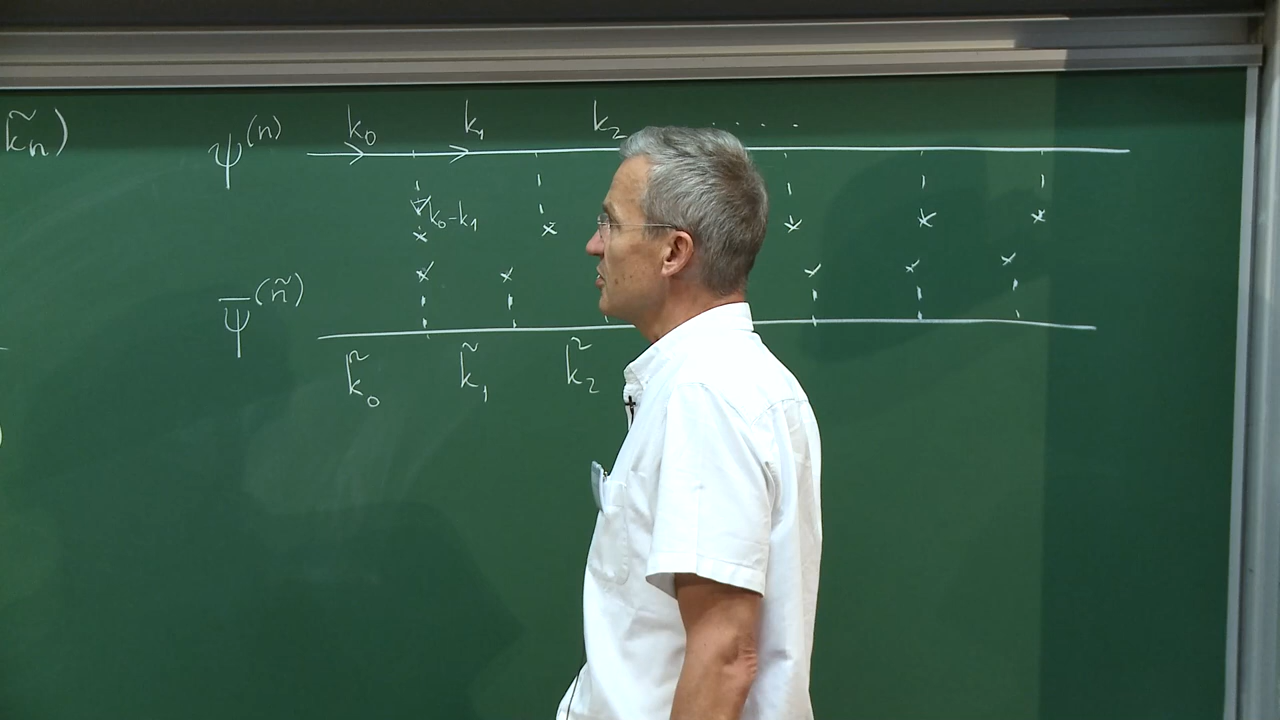 k̃ₙ)
ψ⁽ⁿ⁾ k₀ k₁ k₂ . . . . .
k₀-k₁
ψ̅⁽ñ⁾
k̃₀ k̃₁ k̃₂